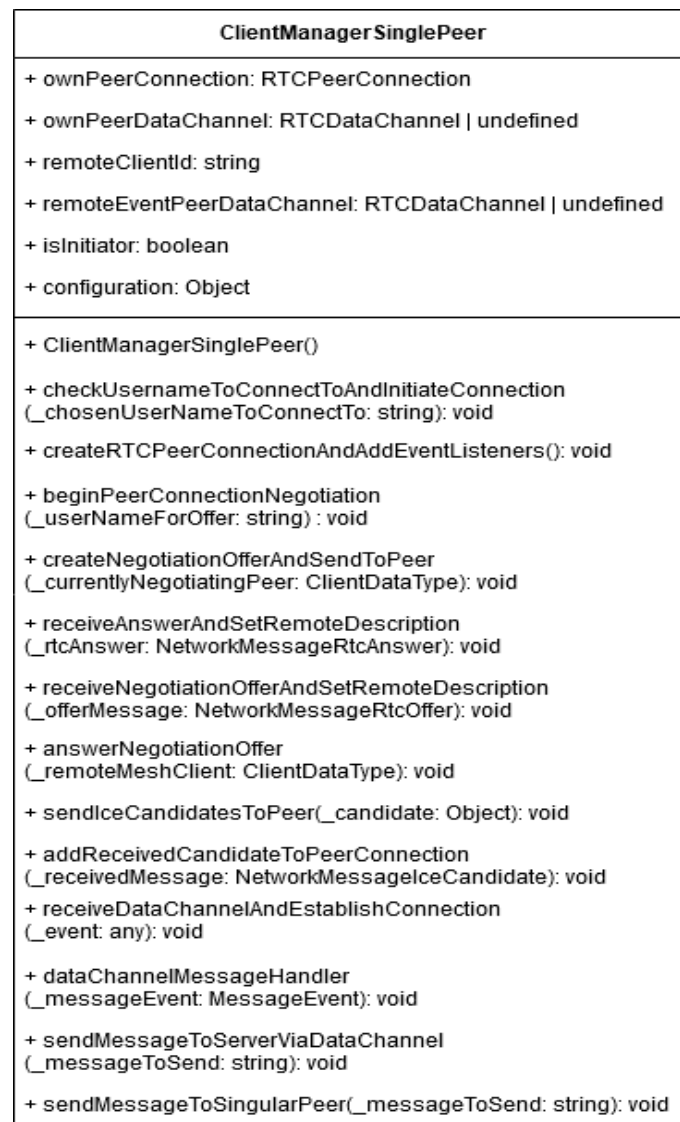 ClientManagerSinglePeer
+ ownPeerConnection: RTCPeerConnection
+ ownPeerDataChannel: RTCDataChannel | undefined
+ remoteClientId: string
+ remoteEventPeerDataChannel: RTCDataChannel | undefined
+ isInitiator: boolean
+ configuration: Object
+ ClientManagerSinglePeer()
+ checkUsernameToConnectToAndInitiateConnection
(_chosenUserNameToConnectTo: string): void
+ createRTCPeerConnectionAndAddEventListeners(): void
+ beginPeerConnectionNegotiation
(_userNameForOffer: string) : void
+ createNegotiationOfferAndSendToPeer
(_currentlyNegotiatingPeer: ClientDataType): void
+ receiveAnswerAndSetRemoteDescription
(_rtcAnswer: NetworkMessageRtcAnswer): void
+ receiveNegotiationOfferAndSetRemoteDescription
(_offerMessage: NetworkMessageRtcOffer): void
+ answerNegotiationOffer
(_remoteMeshClient: ClientDataType): void
+ sendIceCandidatesToPeer(_candidate: Object): void
+ addReceivedCandidateToPeerConnection
(_receivedMessage: NetworkMessageIceCandidate): void
+ receiveDataChannelAndEstablishConnection
(_event: any): void
+ dataChannelMessageHandler
(_messageEvent: MessageEvent): void
+ sendMessageToServerViaDataChannel
(_messageToSend: string): void
+ sendMessageToSingularPeer(_messageToSend: string): void